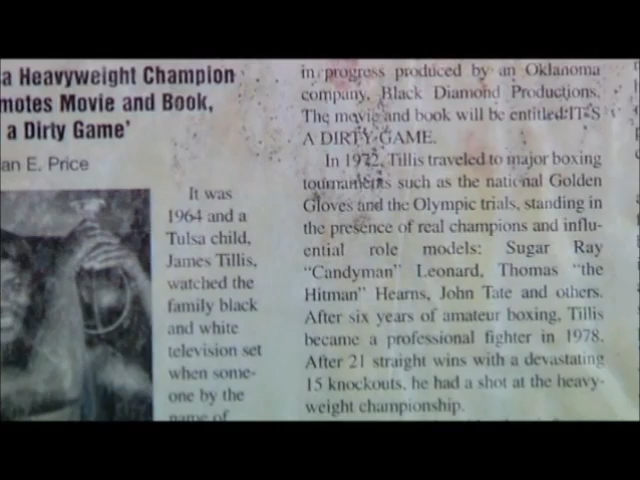 a Heavyweight Champion
motes Movie and Book,
a Dirty Game'
an E. Price
It was
1964 and a
Tulsa child,
James Tillis,
watched the
family black
and white
television set
when some-
one by the
name of
in progress produced by an Oklahoma
company, Black Diamond Productions.
The movie and book will be entitled:IT'S
A DIRTY GAME.
In 1972, Tillis traveled to major boxing
tournaments such as the national Golden
Gloves and the Olympic trials, standing in
the presence of real champions and influ-
ential role models: Sugar Ray
"Candyman" Leonard, Thomas "the
Hitman" Hearns, John Tate and others.
After six years of amateur boxing, Tillis
became a professional fighter in 1978.
After 21 straight wins with a devastating
15 knockouts, he had a shot at the heavy-
weight championship.